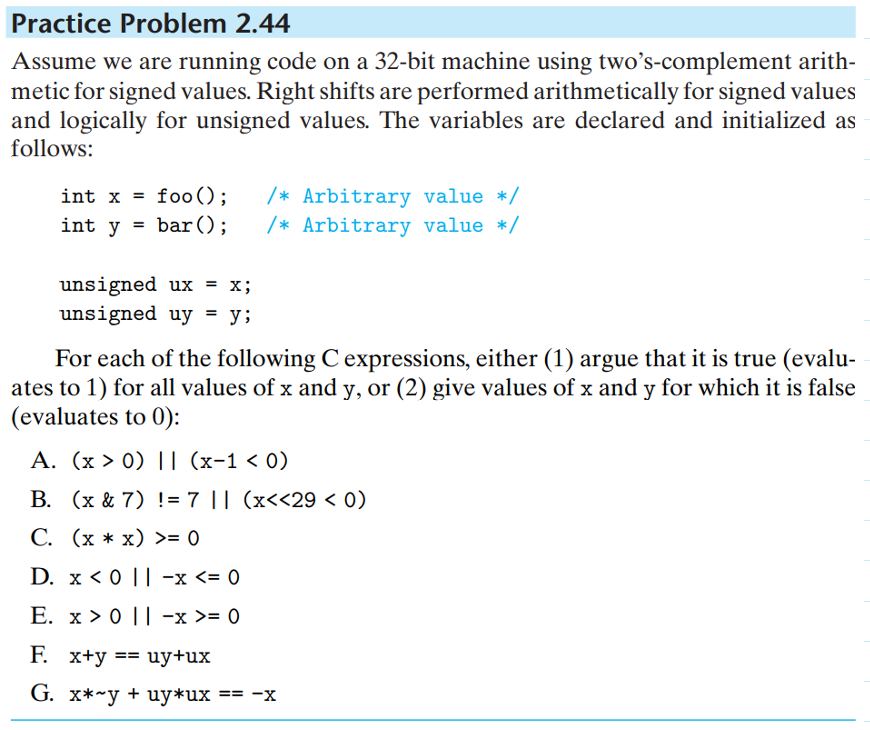 Practice Problem 2.44
Assume we are running code on a 32-bit machine using two’s-complement arith-
metic for signed values. Right shifts are performed arithmetically for signed values
and logically for unsigned values. The variables are declared and initialized as
follows:
int x = foo(); /* Arbitrary value */
int y = bar(); /* Arbitrary value */
unsigned ux = x;
unsigned uy = y;
For each of the following C expressions, either (1) argue that it is true (evalu-
ates to 1) for all values of x and y, or (2) give values of x and y for which it is false
(evaluates to 0):
A. (x > 0) || (x-1 < 0)
B. (x & 7) != 7 || (x<<29 < 0)
C. (x * x) >= 0
D. x < 0 || -x <= 0
E. x > 0 || -x >= 0
F. x+y == uy+ux
G. x*~y + uy*ux == -x